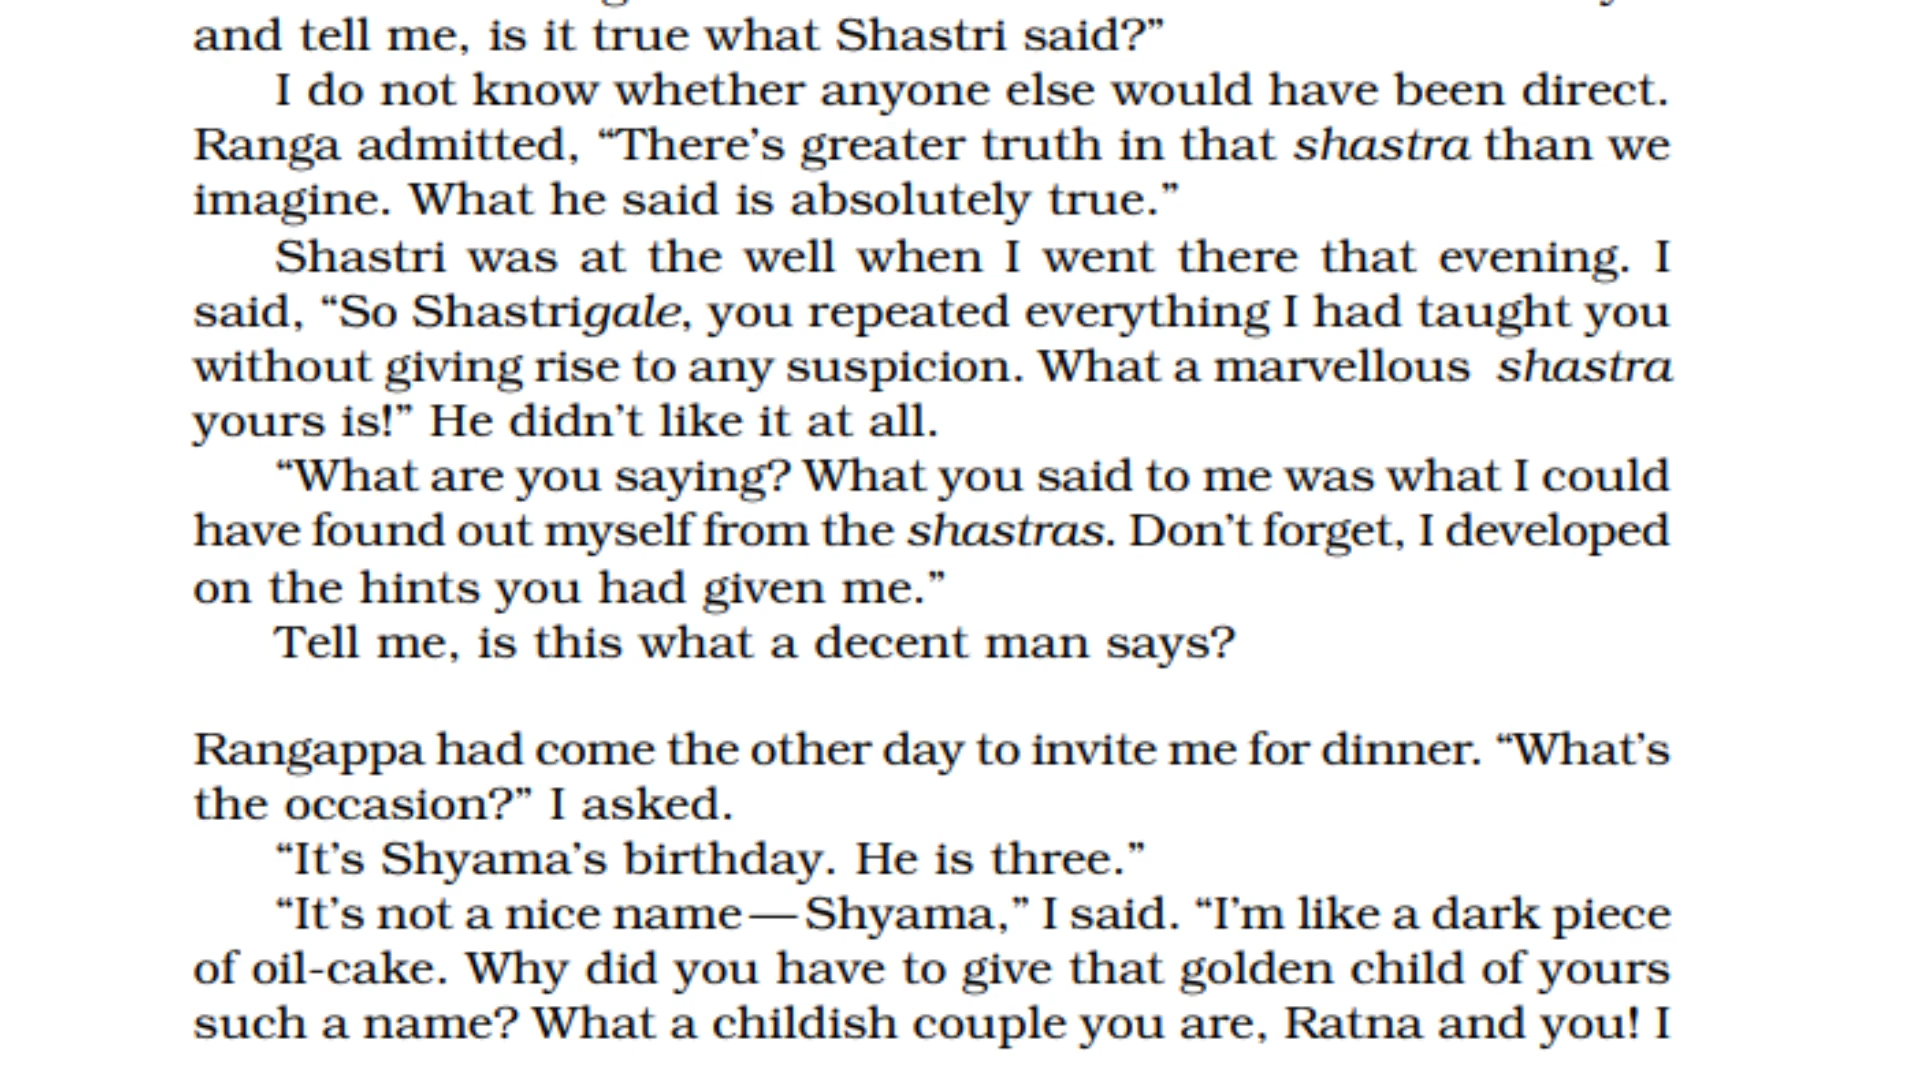 and tell me, is it true what Shastri said?”
I do not know whether anyone else would have been direct.
Ranga admitted, “There’s greater truth in that shastra than we
imagine. What he said is absolutely true.”
Shastri was at the well when I went there that evening. I
said, “So Shastrigale, you repeated everything I had taught you
without giving rise to any suspicion. What a marvellous shastra
yours is!” He didn’t like it at all.
“What are you saying? What you said to me was what I could
have found out myself from the shastras. Don’t forget, I developed
on the hints you had given me.”
Tell me, is this what a decent man says?
Rangappa had come the other day to invite me for dinner. “What’s
the occasion?” I asked.
“It’s Shyama’s birthday. He is three.”
“It’s not a nice name—Shyama,” I said. “I’m like a dark piece
of oil-cake. Why did you have to give that golden child of yours
such a name? What a childish couple you are, Ratna and you! I